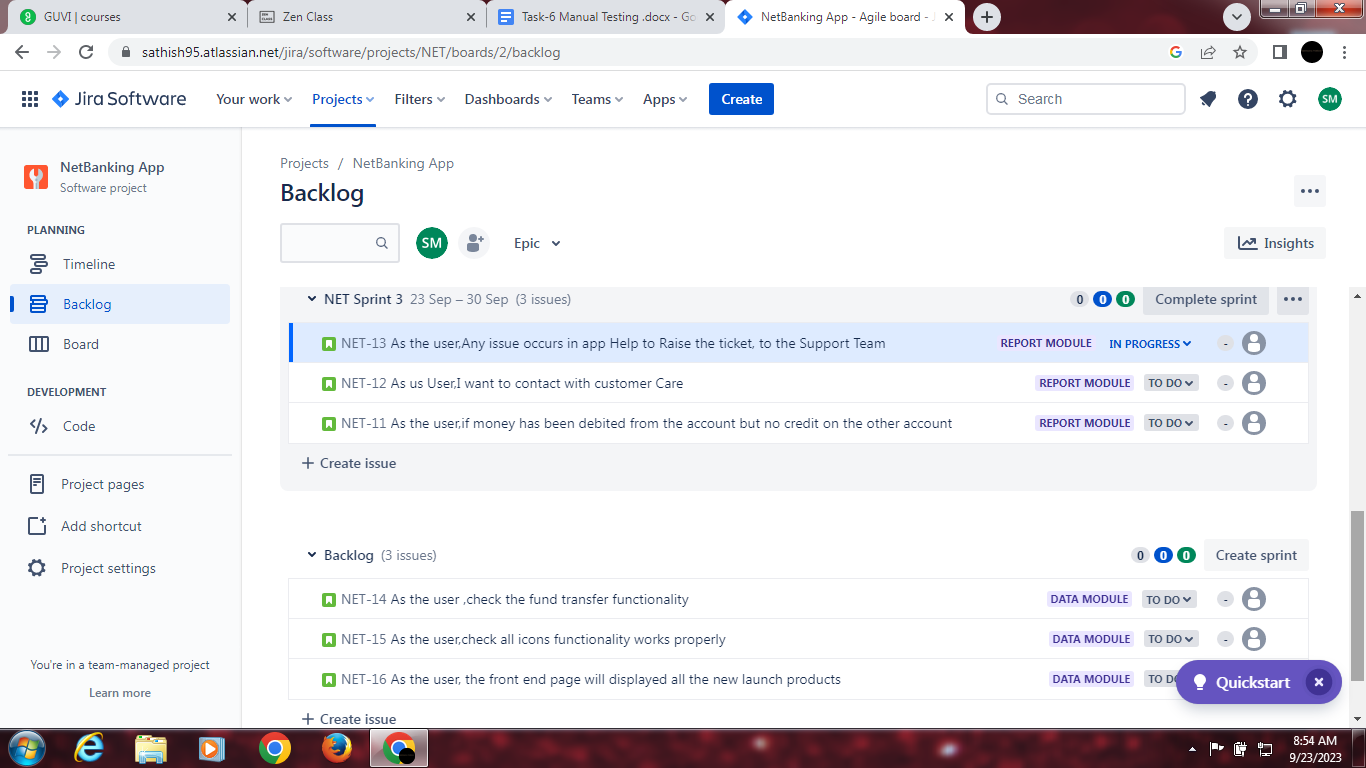 GUVI | courses
Zen Class
Task-6 Manual Testing .docx - Go
NetBanking App - Agile board -
sathish95.atlassian.net/jira/software/projects/NET/boards/2/backlog
Jira Software
Your work
Projects
Filters
Dashboards
Teams
Apps
Create
Search
SM
NetBanking App
Software project
PLANNING
Timeline
Backlog
Board
DEVELOPMENT
Code
Project pages
Add shortcut
Project settings
You're in a team-managed project
Learn more
Projects / NetBanking App
Backlog
SM
Epic
Insights
NET Sprint 3 23 Sep – 30 Sep (3 issues) 0 0 0 Complete sprint
NET-13 As the user,Any issue occurs in app Help to Raise the ticket, to the Support Team REPORT MODULE IN PROGRESS -
NET-12 As us User,I want to contact with customer Care REPORT MODULE TO DO -
NET-11 As the user,if money has been debited from the account but no credit on the other account REPORT MODULE TO DO -
+ Create issue
Backlog (3 issues) 0 0 0 Create sprint
NET-14 As the user ,check the fund transfer functionality DATA MODULE TO DO -
NET-15 As the user,check all icons functionality works properly DATA MODULE TO DO -
NET-16 As the user, the front end page will displayed all the new launch products DATA MODULE TO DO
Quickstart
+ Create issue
8:54 AM
9/23/2023